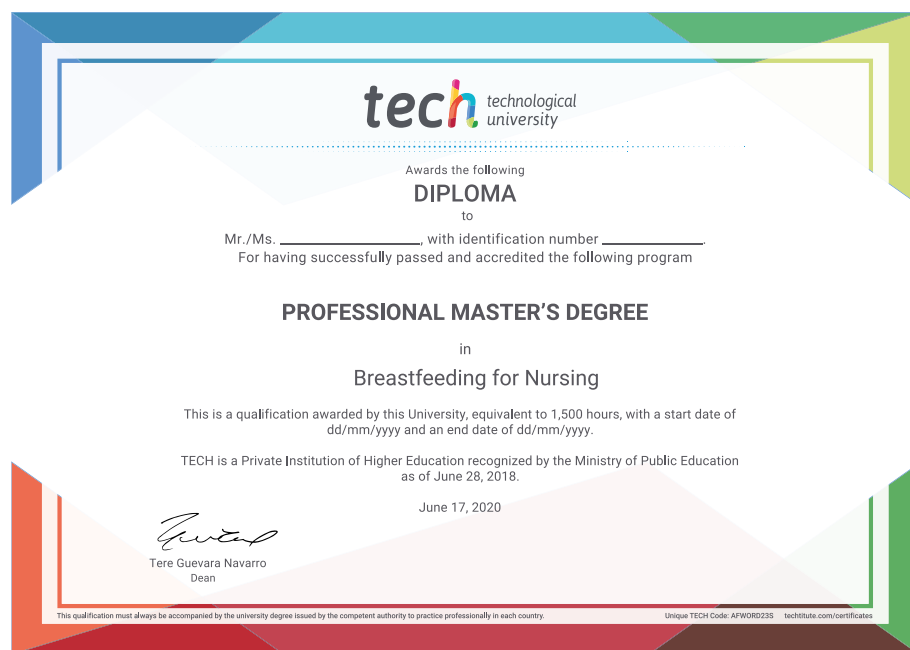 tech technological
university
Awards the following
DIPLOMA
to
Mr./Ms. ____________________, with identification number ______________.
For having successfully passed and accredited the following program
PROFESSIONAL MASTER'S DEGREE
in
Breastfeeding for Nursing
This is a qualification awarded by this University, equivalent to 1,500 hours, with a start date of
dd/mm/yyyy and an end date of dd/mm/yyyy.
TECH is a Private Institution of Higher Education recognized by the Ministry of Public Education
as of June 28, 2018.
June 17, 2020
Tere Guevara Navarro
Dean
This qualification must always be accompanied by the university degree issued by the competent authority to practice professionally in each country.
Unique TECH Code: AFWORD23S techtitute.com/certificates